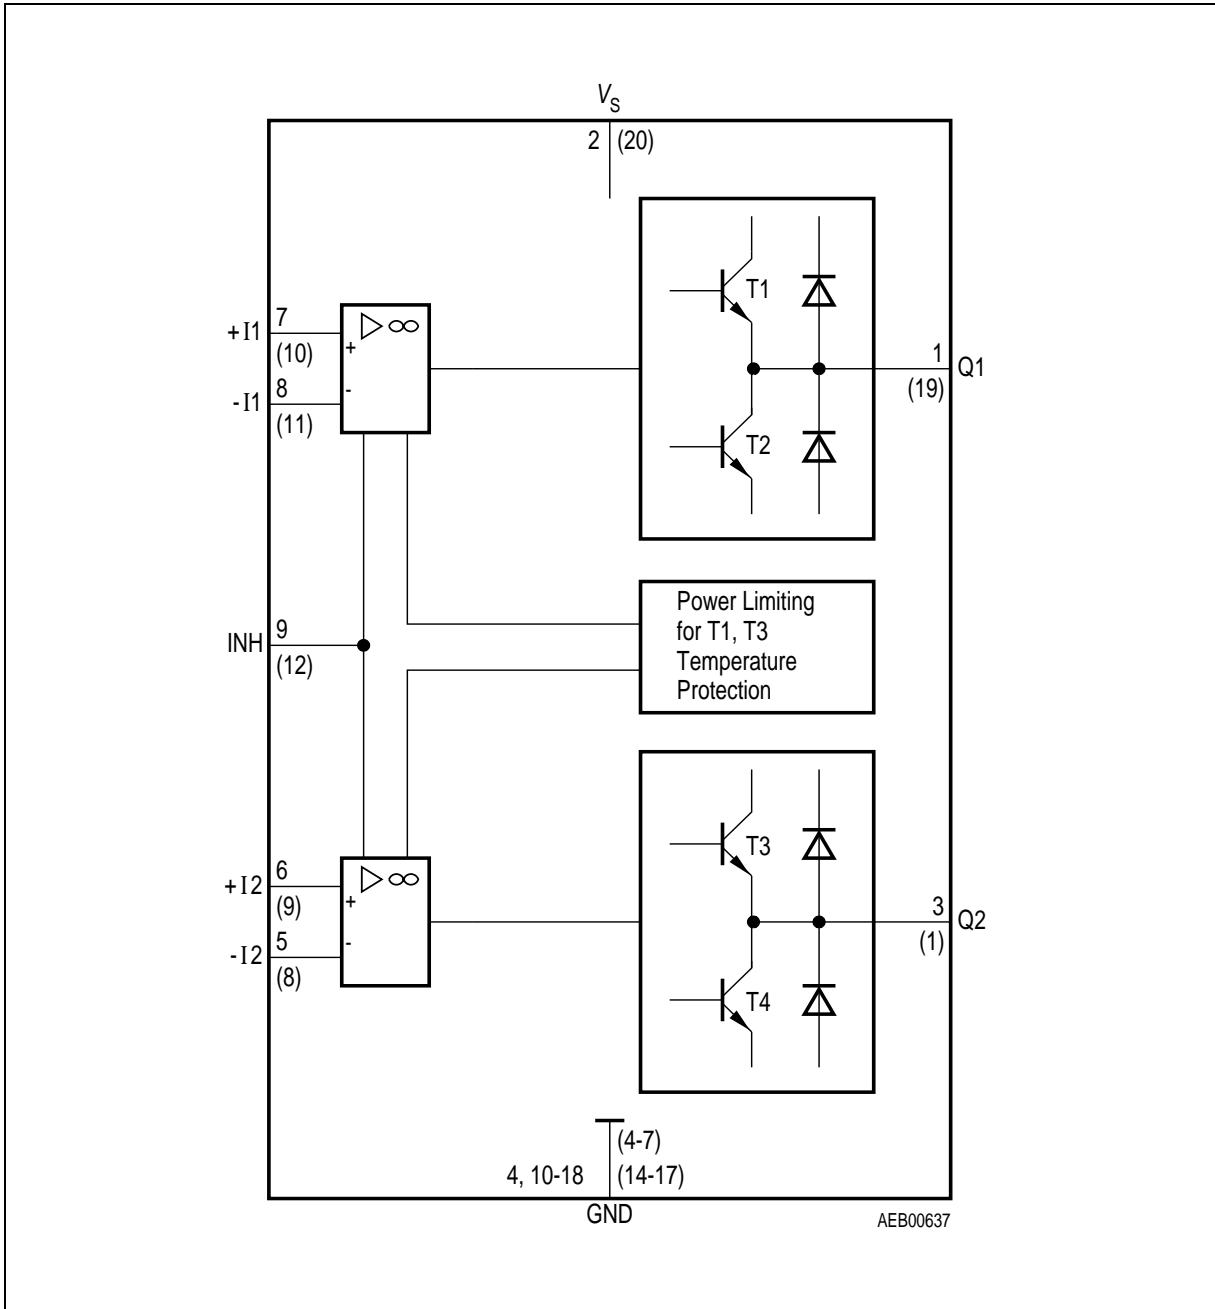 VS
2 (20)
T1
+I1 7
(10)
▷ ∞
+
-I1 8
(11)
-
1 Q1
(19)
T2
Power Limiting
for T1, T3
Temperature
Protection
INH 9
(12)
T3
+I2 6
(9)
▷ ∞
+
-I2 5
(8)
-
3 Q2
(1)
T4
(4-7)
4, 10-18 (14-17)
GND
AEB00637